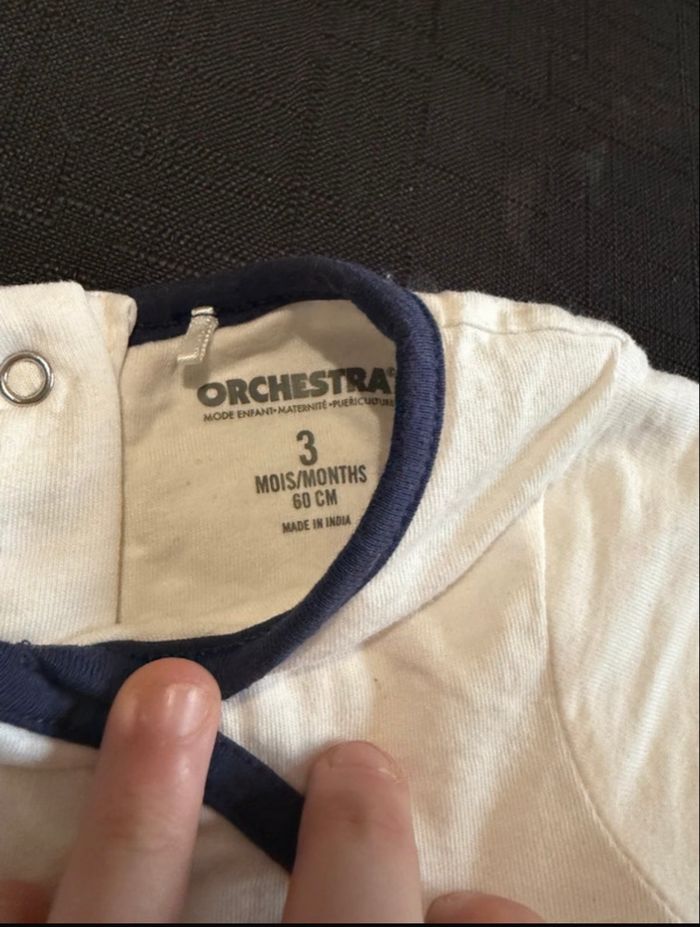 ORCHESTRA®
MODE ENFANT•MATERNITÉ•PUÉRICULTURE
3
MOIS/MONTHS
60 CM
MADE IN INDIA